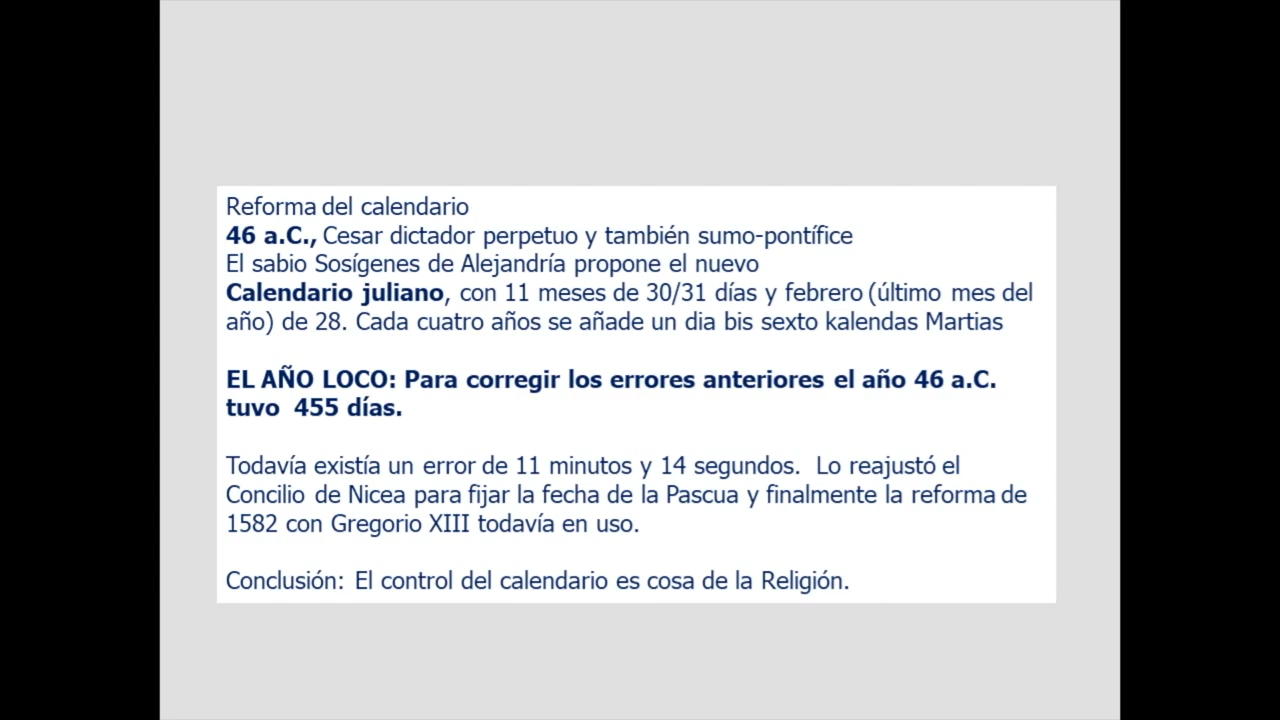 Reforma del calendario
46 a.C., Cesar dictador perpetuo y también sumo-pontífice
El sabio Sosígenes de Alejandría propone el nuevo
Calendario juliano, con 11 meses de 30/31 días y febrero (último mes del
año) de 28. Cada cuatro años se añade un dia bis sexto kalendas Martias
EL AÑO LOCO: Para corregir los errores anteriores el año 46 a.C.
tuvo 455 días.
Todavía existía un error de 11 minutos y 14 segundos. Lo reajustó el
Concilio de Nicea para fijar la fecha de la Pascua y finalmente la reforma de
1582 con Gregorio XIII todavía en uso.
Conclusión: El control del calendario es cosa de la Religión.